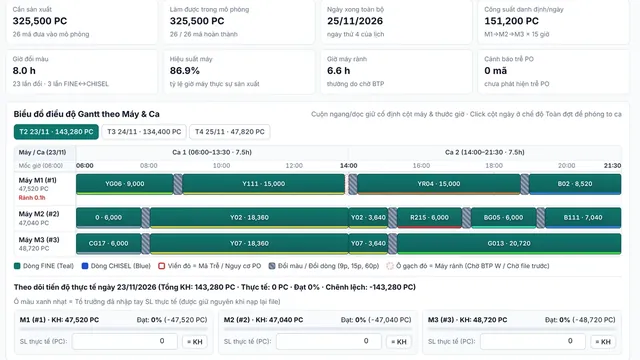 Cần sản xuất
325,500 PC
26 mã đưa vào mô phỏng
Làm được trong mô phỏng
325,500 PC
26 / 26 mã hoàn thành
Ngày xong toàn bộ
25/11/2026
ngày thứ 4 của lịch
Công suất danh định/ngày
151,200 PC
M1→M2→M3 × 15 giờ
Giờ đổi màu
8.0 h
23 lần đổi · 3 lần FINE↔CHISEL
Hiệu suất máy
86.9%
tỷ lệ giờ máy thực sự sản xuất
Giờ máy rảnh
6.6 h
thường do chờ BTP
Cảnh báo trễ PO
0 mã
chưa phát hiện trễ PO
Biểu đồ điều độ Gantt theo Máy & Ca
Cuộn ngang/dọc giữ cố định cột máy & thước giờ · Click cột ngày ở chế độ Toàn đợt để phóng to ca
T2 23/11 · 143,280 PC
T3 24/11 · 134,400 PC
T4 25/11 · 47,820 PC
Máy / Ca (23/11)
Ca 1 (06:00–13:30 · 7.5h)
Ca 2 (14:00–21:30 · 7.5h)
Mốc giờ (06:00)
06:00
08:00
10:00
12:00
14:00
16:00
18:00
20:00
21:30
Máy M1 (#1)
47,520 PC
Rảnh 0.1h
YG06 · 9,000
Y111 · 15,000
YR04 · 15,000
B02 · 8,520
Máy M2 (#2)
47,040 PC
0 · 6,000
Y02 · 18,360
Y02 · 3,640
R215 · 6,000
BG05 · 6,000
B111 · 7,040
Máy M3 (#3)
48,720 PC
CG17 · 6,000
Y07 · 18,360
Y07 · 3,640
G013 · 20,720
Dòng FINE (Teal)
Dòng CHISEL (Blue)
Viền đỏ = Mã Trễ / Nguy cơ PO
Đổi màu / Đổi dòng (9p, 15p, 60p)
Ô gạch đỏ = Máy rảnh (Chờ BTP W / Chờ file trước)
Theo dõi tiến độ thực tế ngày 23/11/2026 (Tổng KH: 143,280 PC · Thực tế: 0 PC · Đạt 0% · Chênh lệch: -143,280 PC)
Ô màu xanh nhạt = Tổ trưởng đã nhập tay SL thực tế (được giữ nguyên khi nạp lại file)
M1 (#1) · KH: 47,520 PC
Đạt: 0% (-47,520 PC)
SL thực tế (PC):
0
= KH
M2 (#2) · KH: 47,040 PC
Đạt: 0% (-47,040 PC)
SL thực tế (PC):
0
= KH
M3 (#3) · KH: 48,720 PC
Đạt: 0% (-48,720 PC)
SL thực tế (PC):
0
= KH